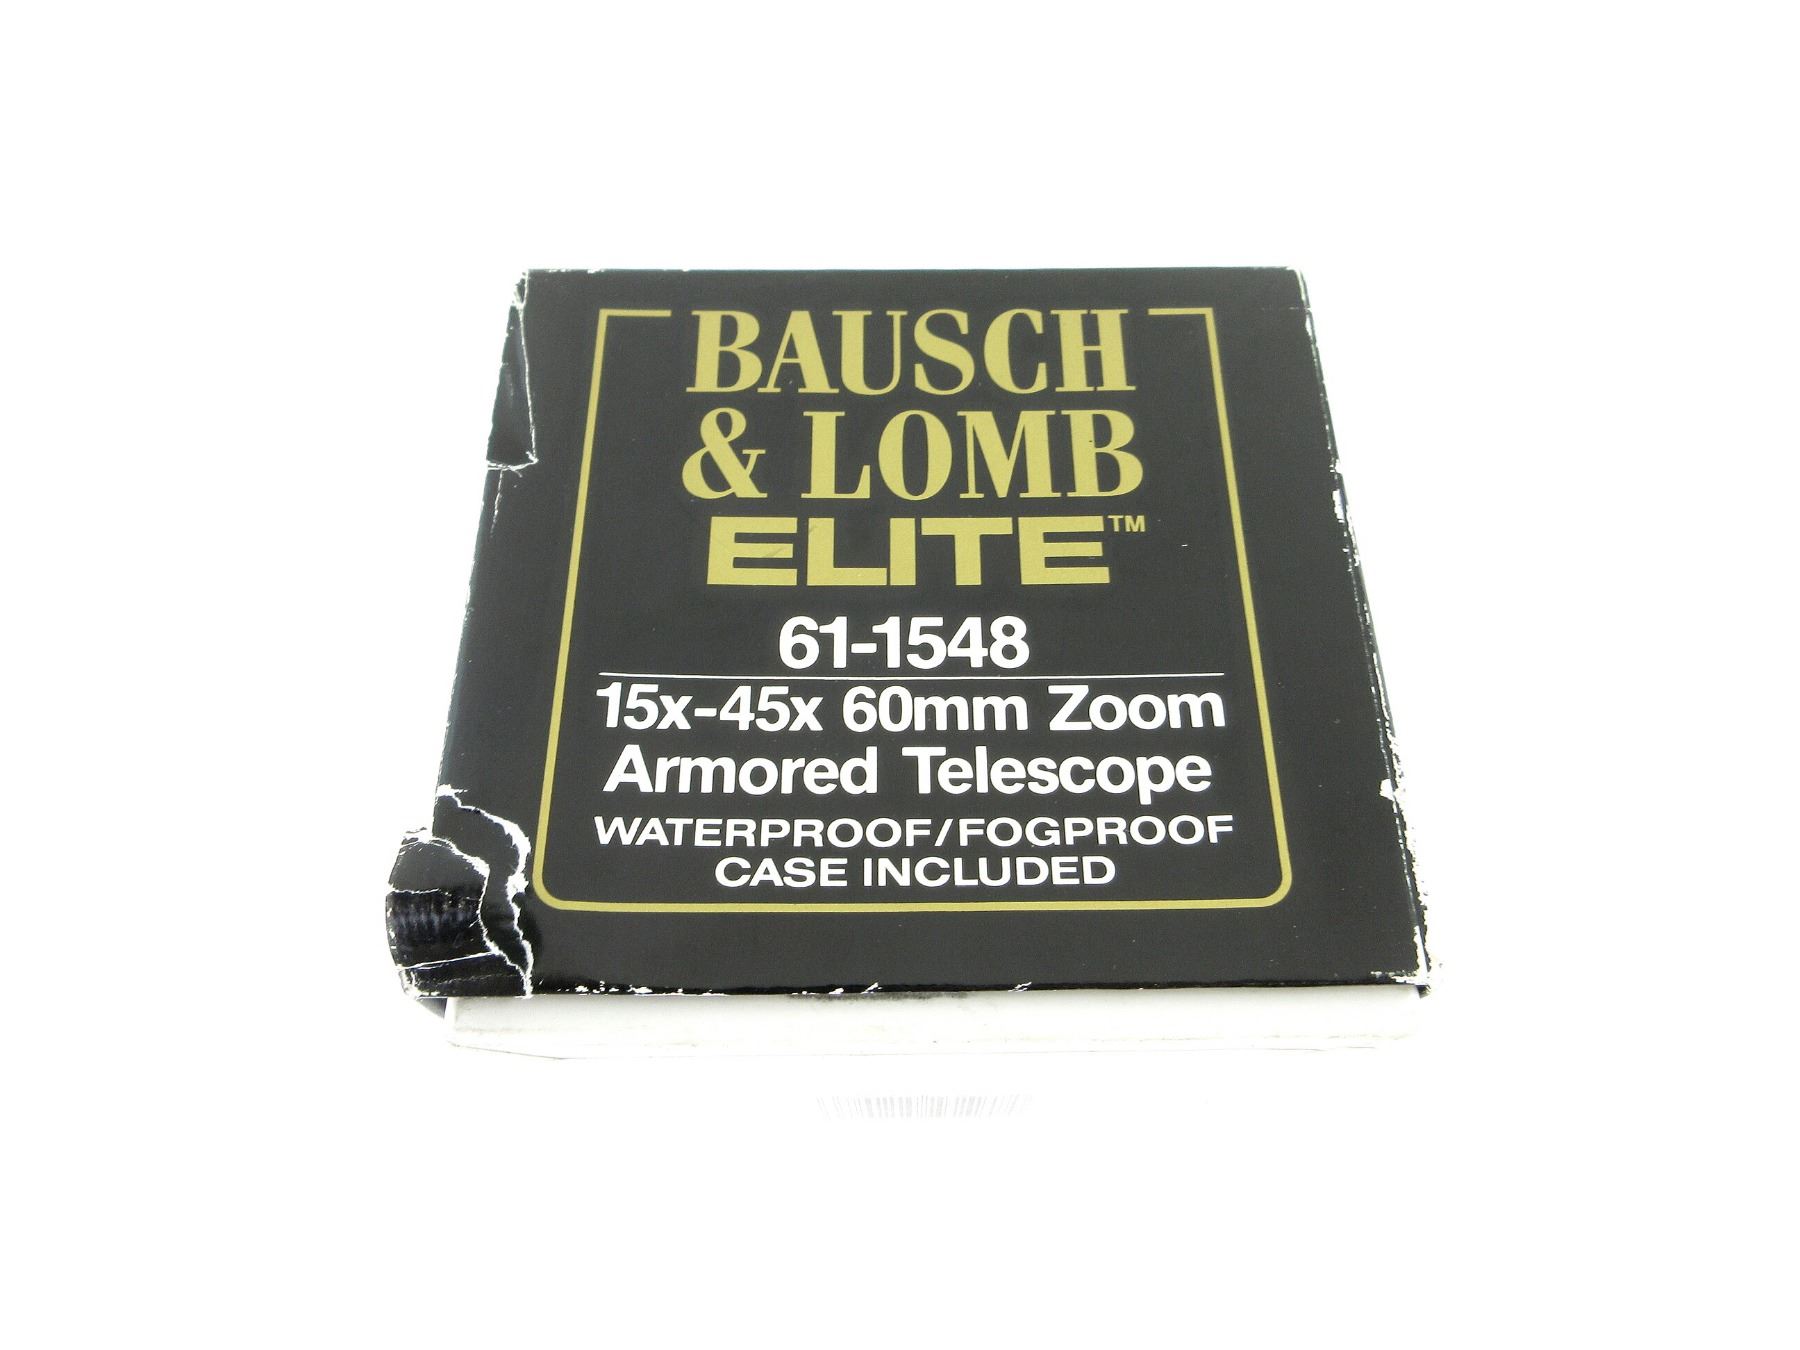 BAUSCH
& LOMB
ELITE™
61-1548
15x-45x 60mm Zoom
Armored Telescope
WATERPROOF/FOGPROOF
CASE INCLUDED